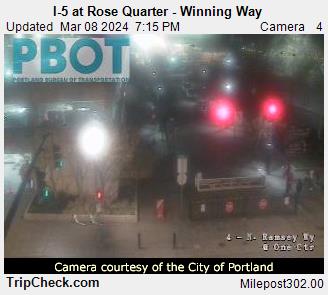 I-5 at Rose Quarter - Winning Way
Updated Mar 08 2024 7:15 PM Camera 4
PBOT
PORTLAND BUREAU OF TRANSPORTATION
4 - N. Ramsey Wy
W One Ctr
Camera courtesy of the City of Portland
TripCheck.com Milepost302.00